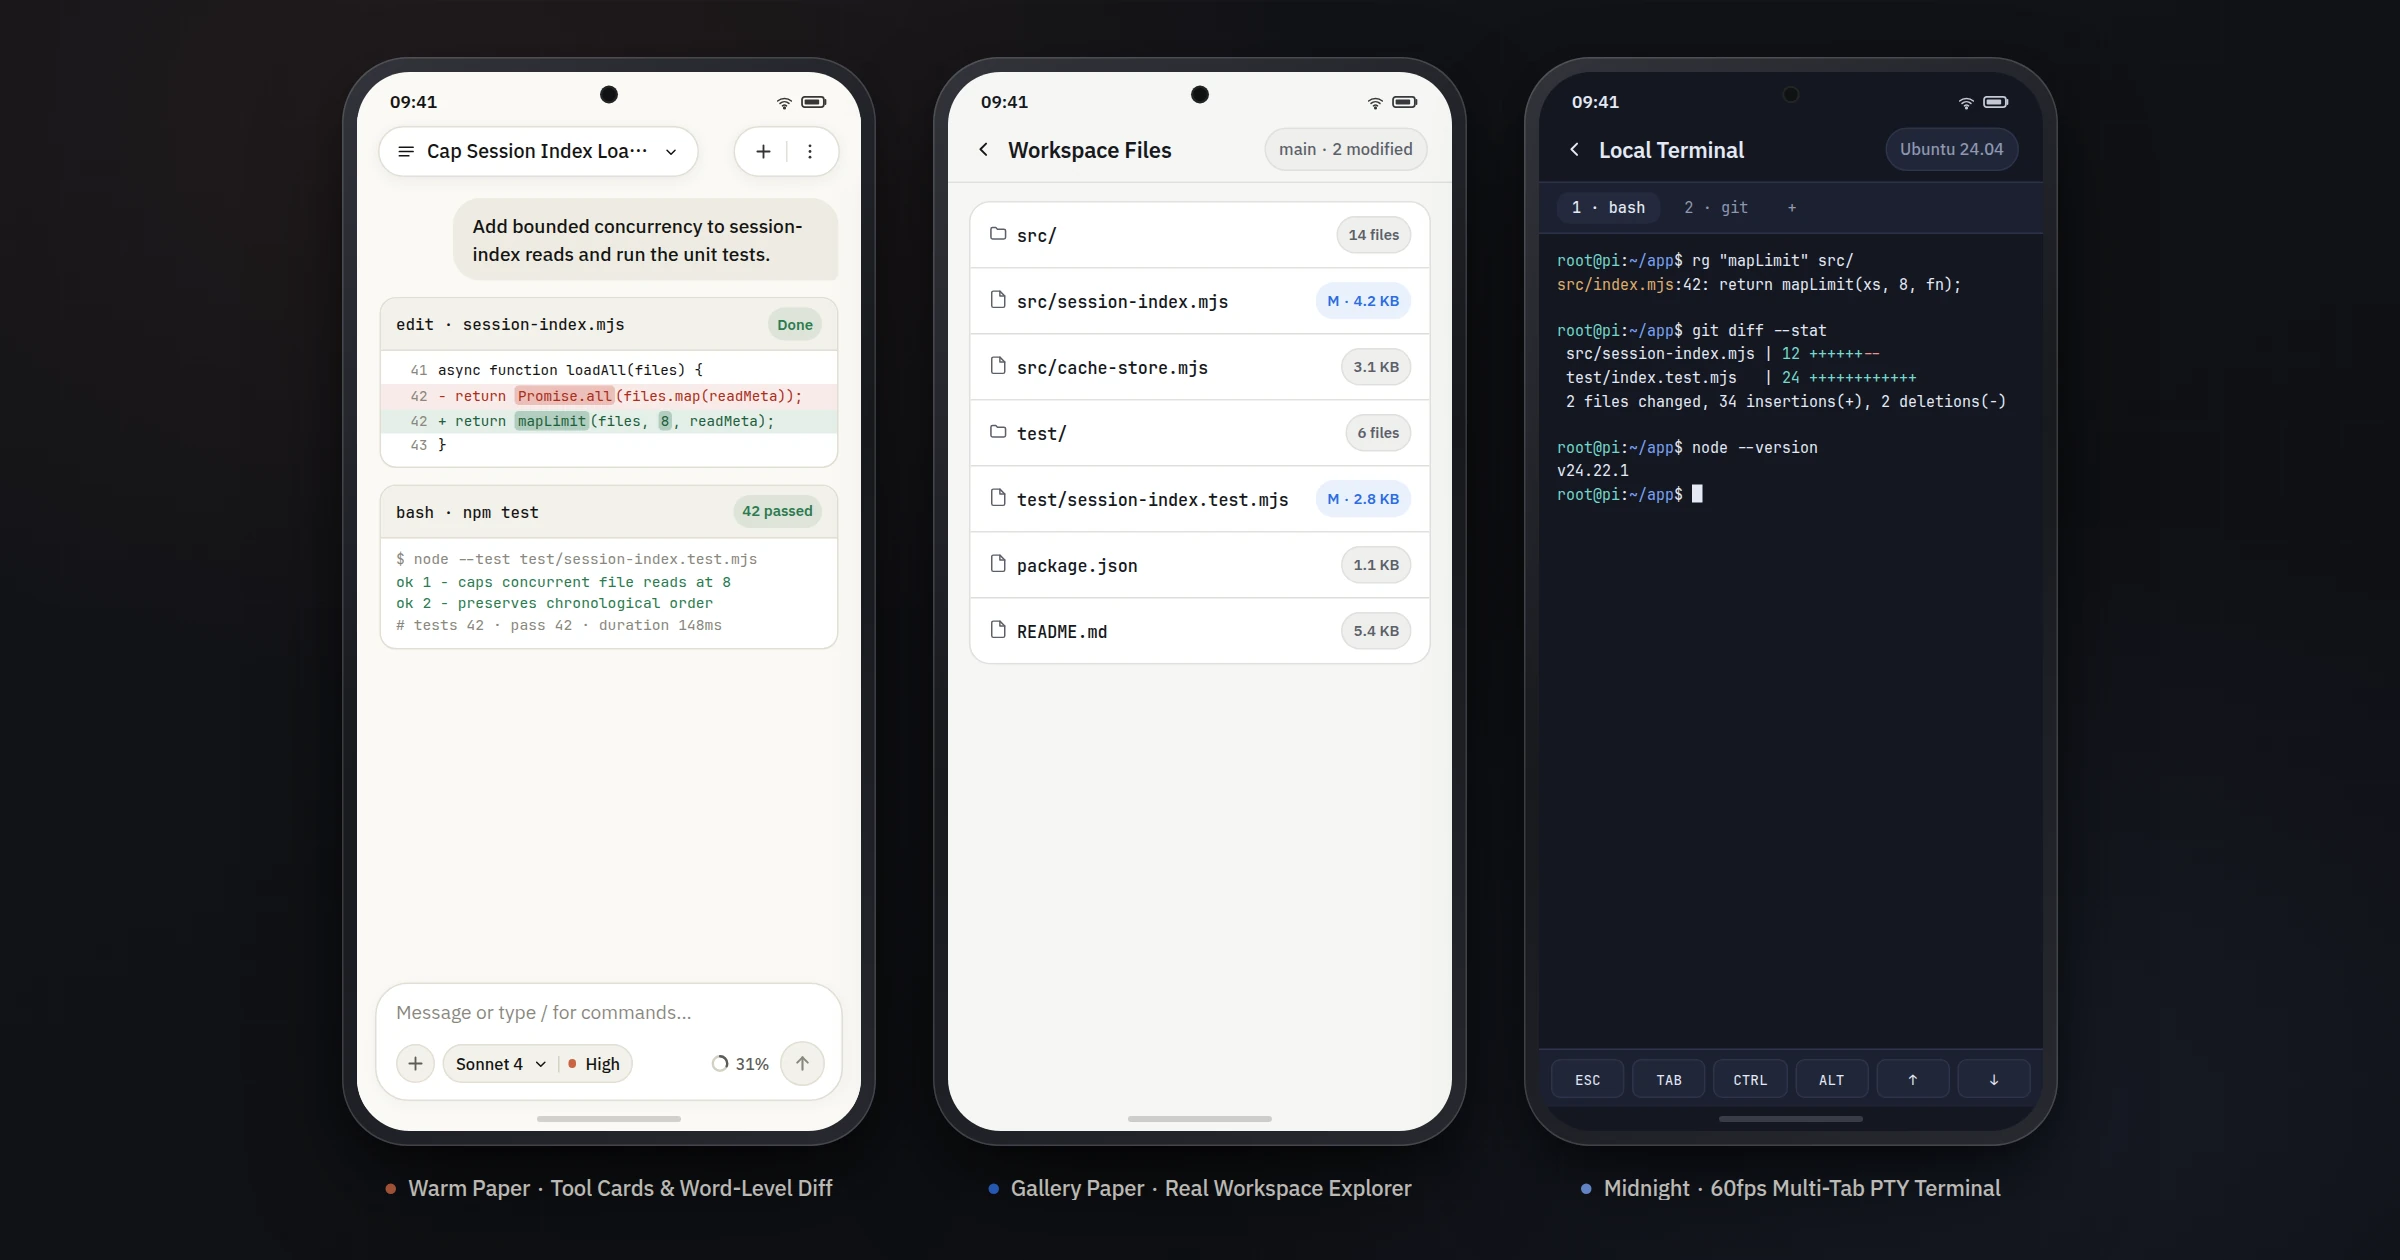 09:41
Cap Session Index Loa···
Add bounded concurrency to session-
index reads and run the unit tests.
edit · session-index.mjs Done
41 async function loadAll(files) {
42 - return Promise.all(files.map(readMeta));
42 + return mapLimit(files, 8, readMeta);
43 }
bash · npm test 42 passed
$ node --test test/session-index.test.mjs
ok 1 - caps concurrent file reads at 8
ok 2 - preserves chronological order
# tests 42 · pass 42 · duration 148ms
Message or type / for commands...
Sonnet 4 High 31%
Warm Paper · Tool Cards & Word-Level Diff
09:41
Workspace Files main · 2 modified
src/ 14 files
src/session-index.mjs M · 4.2 KB
src/cache-store.mjs 3.1 KB
test/ 6 files
test/session-index.test.mjs M · 2.8 KB
package.json 1.1 KB
README.md 5.4 KB
Gallery Paper · Real Workspace Explorer
09:41
Local Terminal Ubuntu 24.04
1 · bash 2 · git +
root@pi:~/app$ rg "mapLimit" src/
src/index.mjs:42: return mapLimit(xs, 8, fn);
root@pi:~/app$ git diff --stat
src/session-index.mjs | 12 ++++++--
test/index.test.mjs | 24 ++++++++++++
2 files changed, 34 insertions(+), 2 deletions(-)
root@pi:~/app$ node --version
v24.22.1
root@pi:~/app$
ESC TAB CTRL ALT ↑ ↓
Midnight · 60fps Multi-Tab PTY Terminal